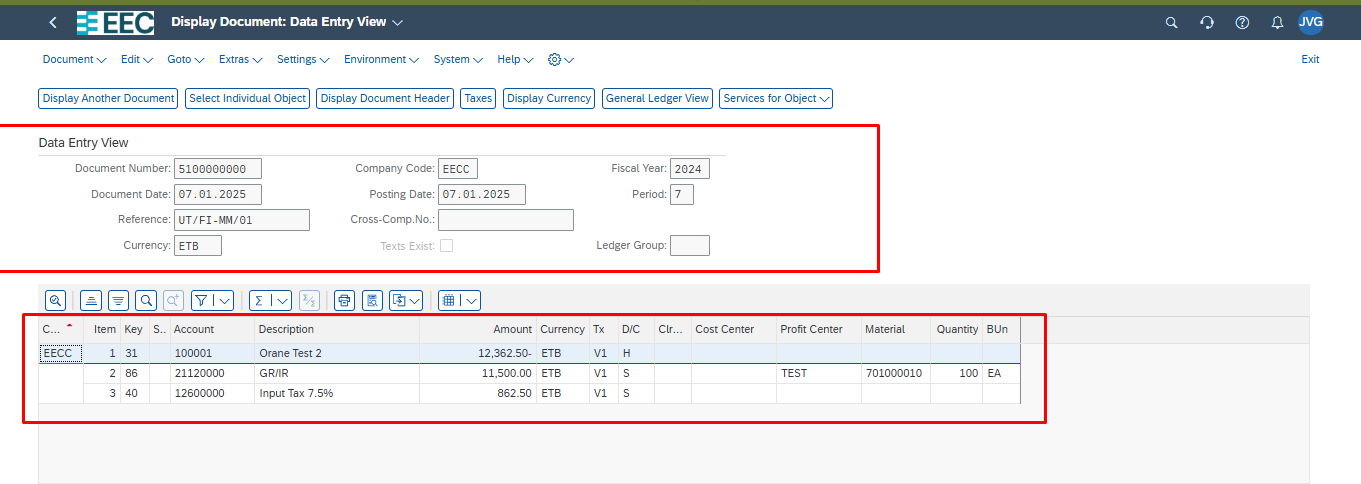 EEC Display Document: Data Entry View JVG
Document Edit Goto Extras Settings Environment System Help Exit
Display Another Document Select Individual Object Display Document Header Taxes Display Currency General Ledger View Services for Object
Data Entry View
Document Number: 5100000000 Company Code: EECC Fiscal Year: 2024
Document Date: 07.01.2025 Posting Date: 07.01.2025 Period: 7
Reference: UT/FI-MM/01 Cross-Comp.No.:
Currency: ETB Texts Exist: Ledger Group:
C... Item Key S.. Account Description Amount Currency Tx D/C Clr... Cost Center Profit Center Material Quantity BUn
EECC 1 31 100001 Orane Test 2 12,362.50- ETB V1 H
2 86 21120000 GR/IR 11,500.00 ETB V1 S TEST 701000010 100 EA
3 40 12600000 Input Tax 7.5% 862.50 ETB V1 S